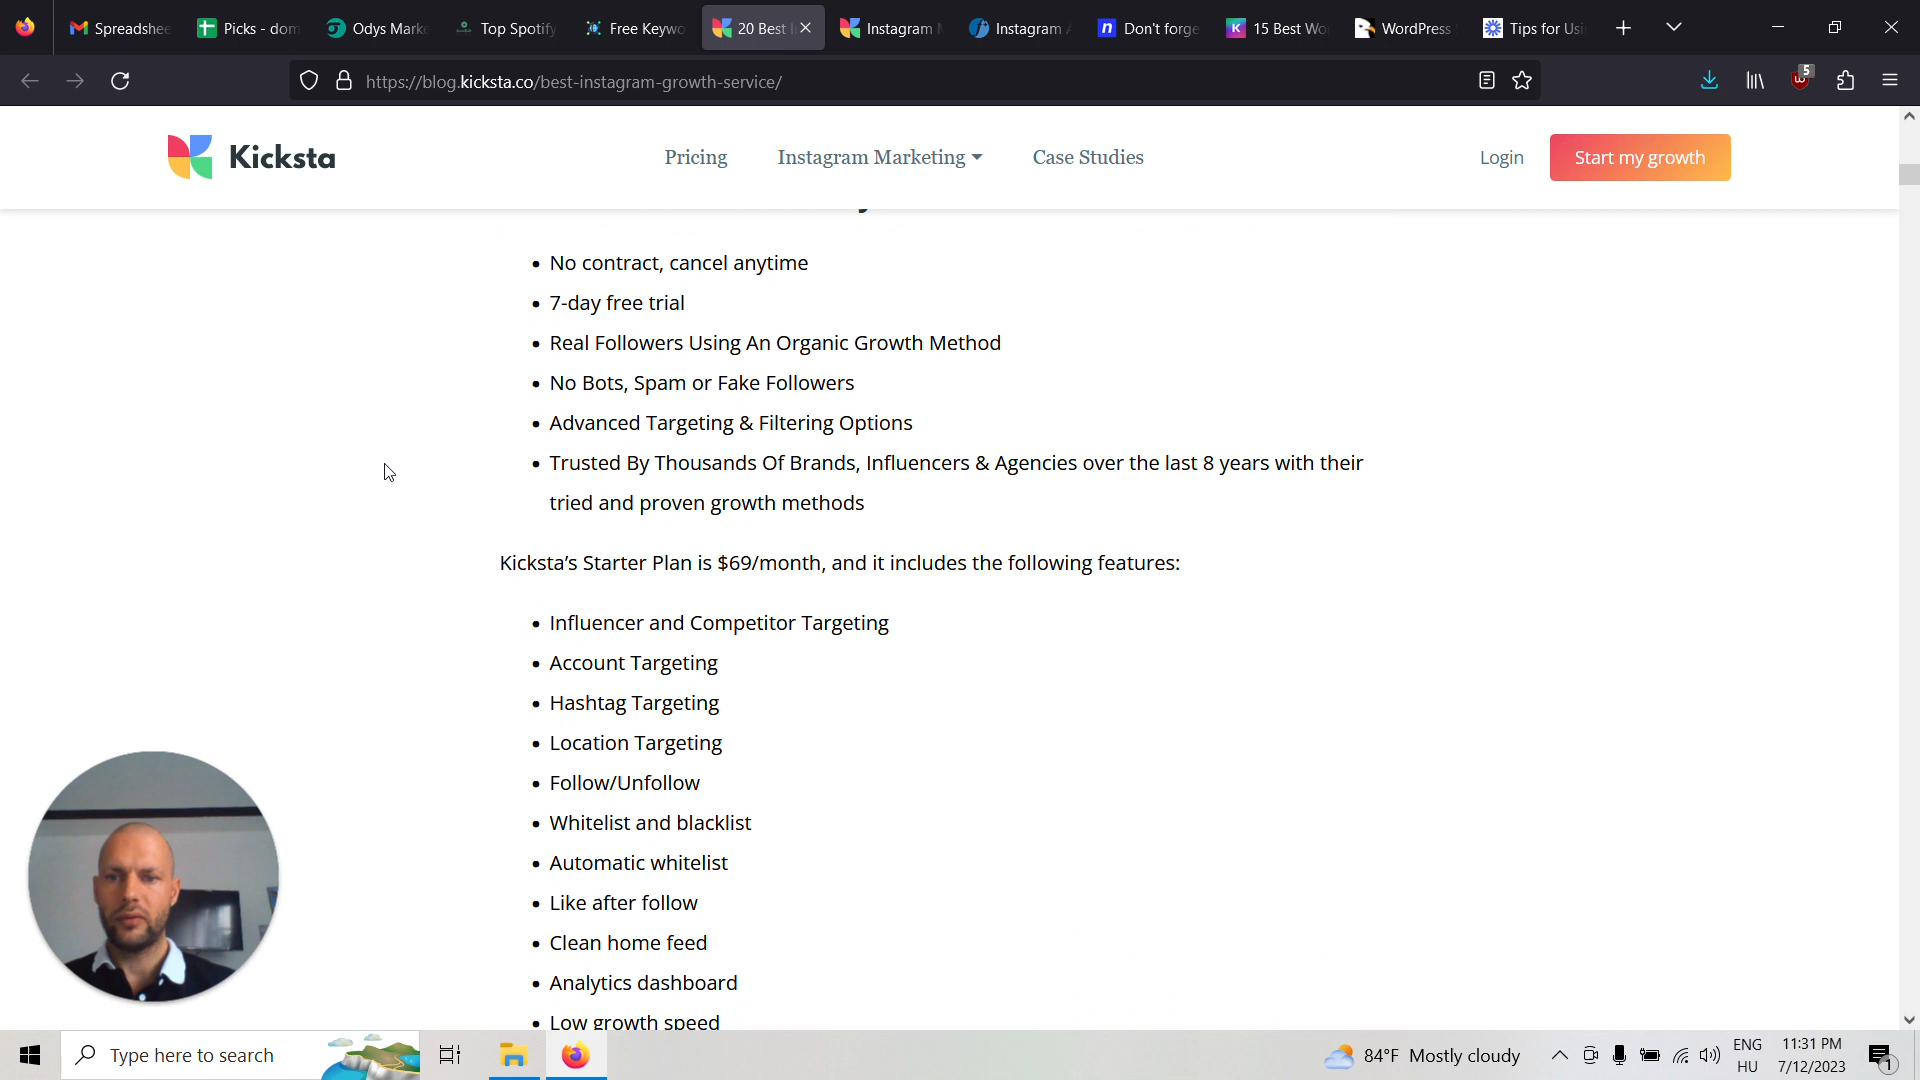 Spreadshee
Picks - dom
Odys Marke
Top Spotify
Free Keywo
20 Best I
Instagram M
Instagram A
Don't forge
15 Best Wo
WordPress
Tips for Usi
https://blog.kicksta.co/best-instagram-growth-service/
5
Kicksta
Pricing
Instagram Marketing
Case Studies
Login
Start my growth
• No contract, cancel anytime
• 7-day free trial
• Real Followers Using An Organic Growth Method
• No Bots, Spam or Fake Followers
• Advanced Targeting & Filtering Options
• Trusted By Thousands Of Brands, Influencers & Agencies over the last 8 years with their
tried and proven growth methods
Kicksta’s Starter Plan is $69/month, and it includes the following features:
• Influencer and Competitor Targeting
• Account Targeting
• Hashtag Targeting
• Location Targeting
• Follow/Unfollow
• Whitelist and blacklist
• Automatic whitelist
• Like after follow
• Clean home feed
• Analytics dashboard
• Low growth speed
Type here to search
84°F Mostly cloudy
ENG
HU
11:31 PM
7/12/2023
1